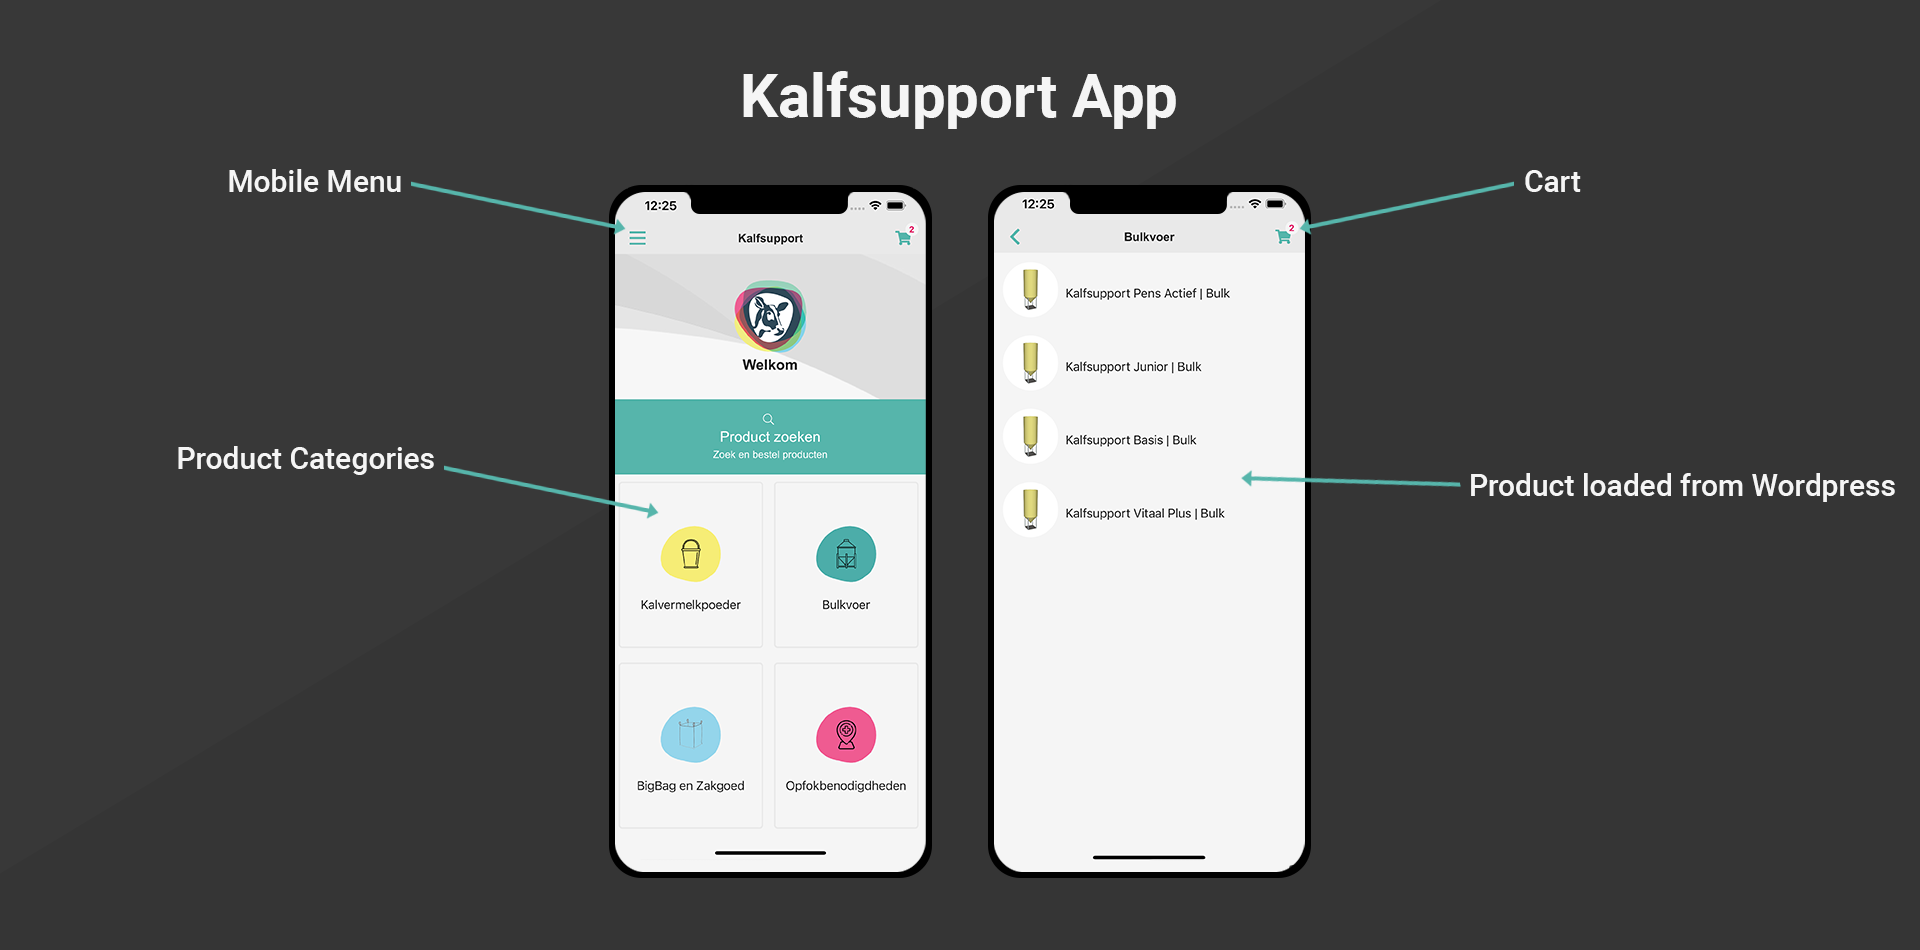 Kalfsupport App
Mobile Menu
Cart
12:25
Kalfsupport
2
Welkom
Product zoeken
Zoek en bestel producten
Product Categories
Kalvermelkpoeder
Bulkvoer
BigBag en Zakgoed
Opfokbenodigdheden
12:25
Bulkvoer
2
Kalfsupport Pens Actief | Bulk
Kalfsupport Junior | Bulk
Kalfsupport Basis | Bulk
Kalfsupport Vitaal Plus | Bulk
Product loaded from Wordpress